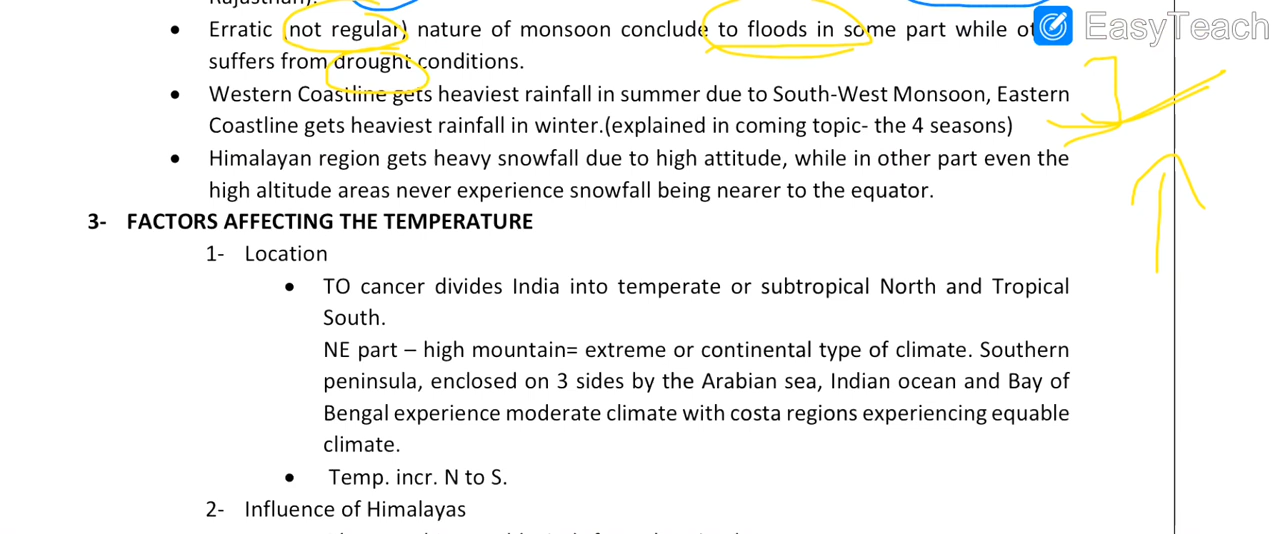 Rajasthan).
• Erratic (not regular) nature of monsoon conclude to floods in some part while ot
EasyTeach
suffers from drought conditions.
• Western Coastline gets heaviest rainfall in summer due to South-West Monsoon, Eastern
Coastline gets heaviest rainfall in winter.(explained in coming topic- the 4 seasons)
• Himalayan region gets heavy snowfall due to high attitude, while in other part even the
high altitude areas never experience snowfall being nearer to the equator.
3- FACTORS AFFECTING THE TEMPERATURE
1- Location
• TO cancer divides India into temperate or subtropical North and Tropical
South.
NE part – high mountain= extreme or continental type of climate. Southern
peninsula, enclosed on 3 sides by the Arabian sea, Indian ocean and Bay of
Bengal experience moderate climate with costa regions experiencing equable
climate.
• Temp. incr. N to S.
2- Influence of Himalayas